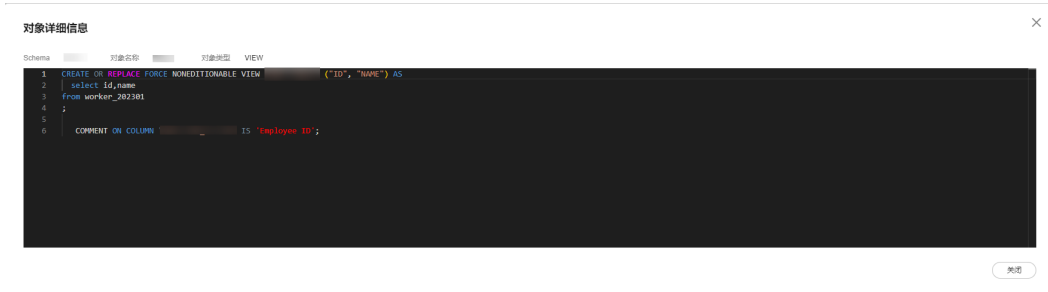 对象详细信息
Schema 对象名称 对象类型 VIEW
1 CREATE OR REPLACE FORCE NONEDITIONABLE VIEW ("ID", "NAME") AS
2 select id,name
3 from worker_202301
4 ;
5
6 COMMENT ON COLUMN IS 'Employee ID';
关闭